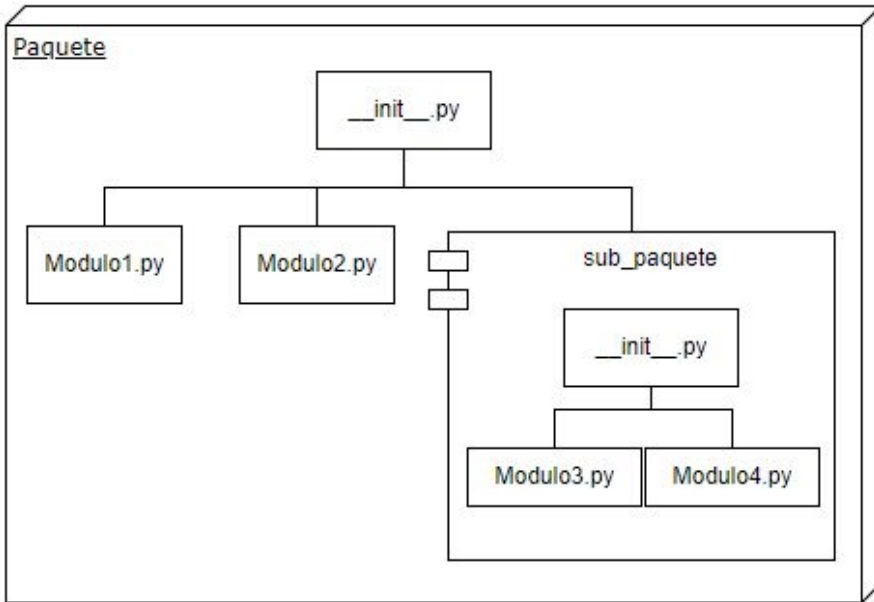 Paquete
__init__.py
Modulo1.py
Modulo2.py
sub_paquete
__init__.py
Modulo3.py
Modulo4.py